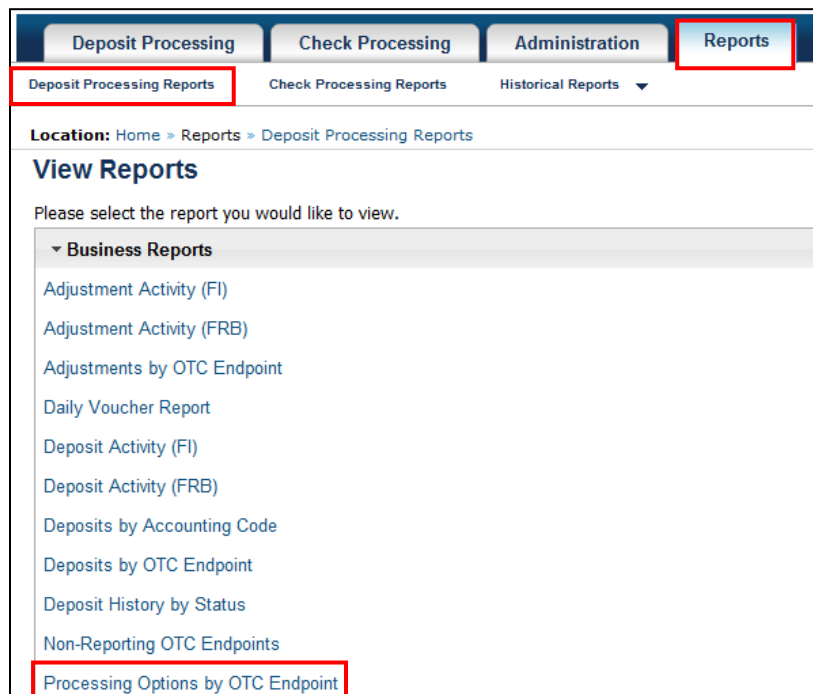 Deposit Processing Check Processing Administration Reports
Deposit Processing Reports Check Processing Reports Historical Reports
Location: Home » Reports » Deposit Processing Reports
View Reports
Please select the report you would like to view.
Business Reports
Adjustment Activity (FI)
Adjustment Activity (FRB)
Adjustments by OTC Endpoint
Daily Voucher Report
Deposit Activity (FI)
Deposit Activity (FRB)
Deposits by Accounting Code
Deposits by OTC Endpoint
Deposit History by Status
Non-Reporting OTC Endpoints
Processing Options by OTC Endpoint